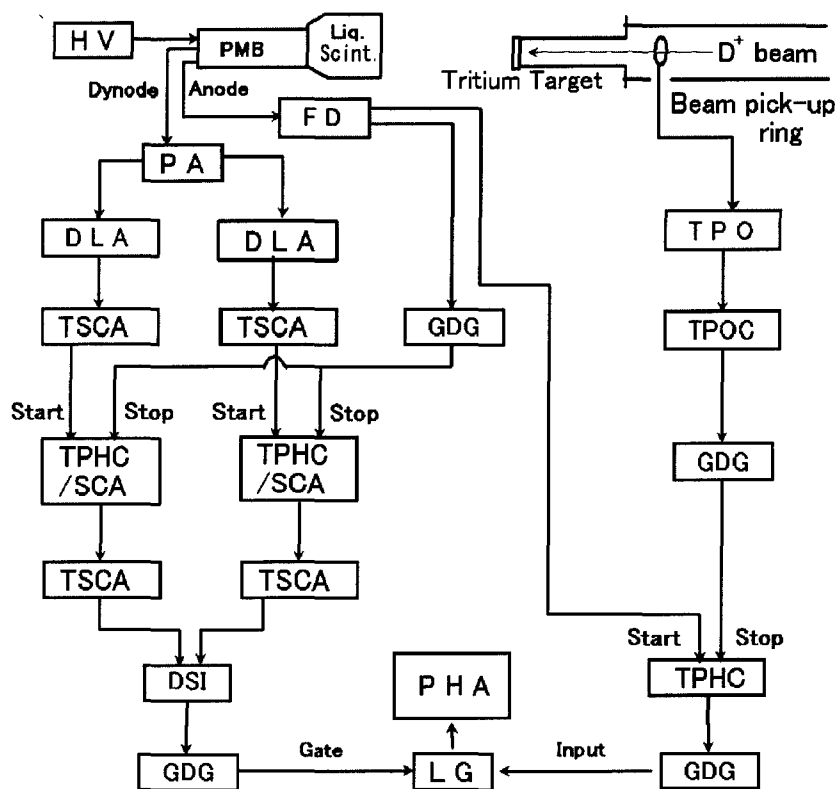 HV
PMB
Liq.
Scint.
D⁺ beam
Tritium Target
Beam pick-up
ring
Dynode
Anode
FD
PA
DLA
DLA
TPO
TSCA
TSCA
GDG
TPOC
Start
Stop
Start
Stop
TPHC
/SCA
TPHC
/SCA
GDG
TSCA
TSCA
Start
Stop
DSI
PHA
TPHC
GDG
Gate
LG
Input
GDG